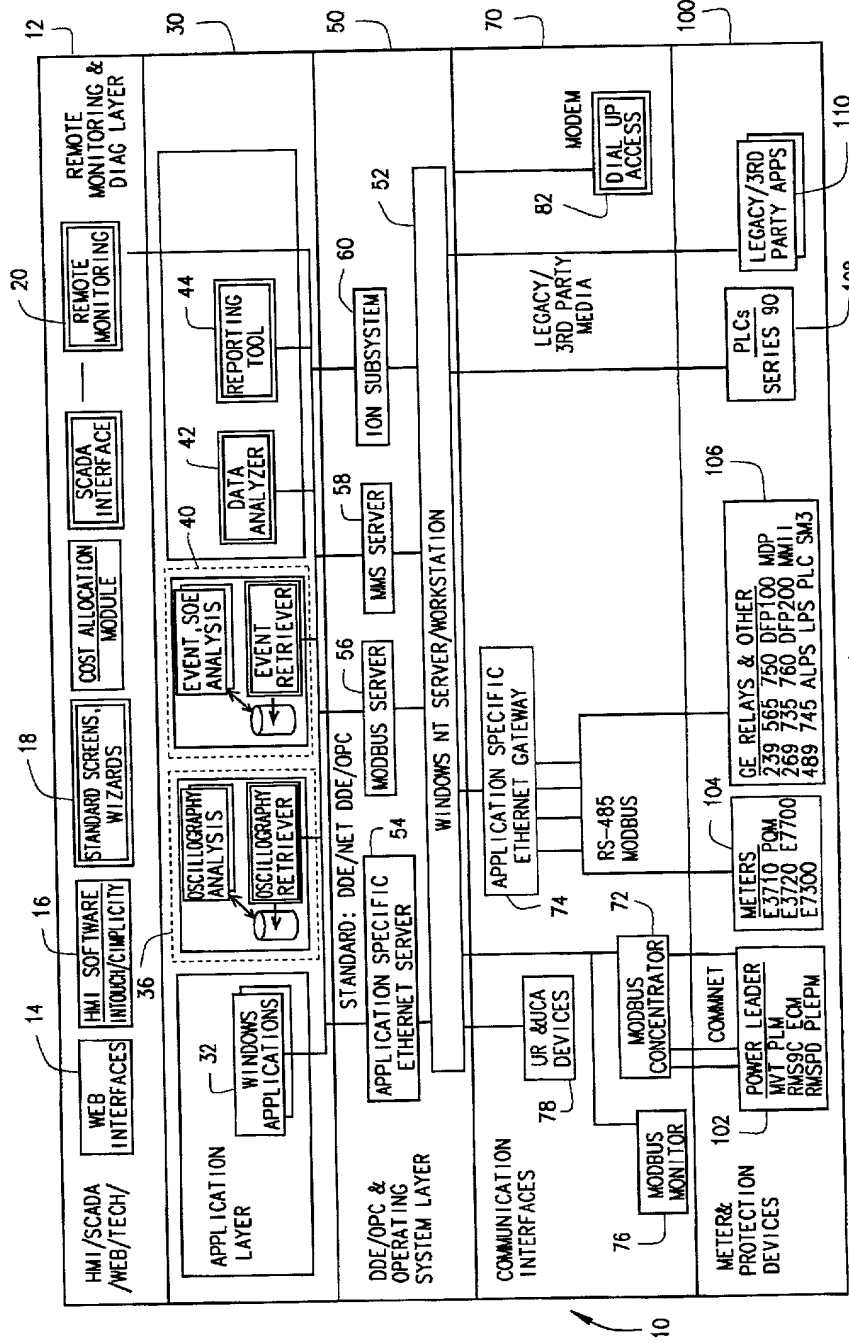 12
30
50
70
100
HMI/SCADA
/WEB/TECH/
14
WEB
INTERFACES
16
HMI SOFTWARE
INTOUCH/CIMPLICITY
18
STANDARD SCREENS,
WIZARDS
COST ALLOCATION
MODULE
SCADA
INTERFACE
20
REMOTE
MONITORING
REMOTE
MONITORING &
DIAG LAYER
APPLICATION
LAYER
32
WINDOWS
APPLICATIONS
36
OSCILLOGRAPHY
ANALYSIS
OSCILLOGRAPHY
RETRIEVER
40
EVENT, SOE
ANALYSIS
EVENT
RETRIEVER
42
DATA
ANALYZER
44
REPORTING
TOOL
DDE/OPC &
OPERATING
SYSTEM LAYER
STANDARD: DDE/NET DDE/OPC
54
APPLICATION SPECIFIC
ETHERNET SERVER
56
MODBUS SERVER
58
MMS SERVER
60
ION SUBSYSTEM
52
WINDOWS NT SERVER/WORKSTATION
COMMUNICATION
INTERFACES
76
MODBUS
MONITOR
78
UR &UCA
DEVICES
72
MODBUS
CONCENTRATOR
COMMNET
74
APPLICATION SPECIFIC
ETHERNET GATEWAY
RS-485
MODBUS
LEGACY/
3RD PARTY
MEDIA
MODEM
82
DIAL UP
ACCESS
METER&
PROTECTION
DEVICES
102
POWER LEADER
MVT PLM
RMS9C ECM
RMSPD PLEPM
104
METERS
E3710 PQM
E3720 E7700
E7300
106
GE RELAYS & OTHER
239 565 750 DFP100 MDP
269 735 760 DFP200 MMII
489 745 ALPS LPS PLC SM3
108
PLCs
SERIES 90
110
LEGACY/3RD
PARTY APPS
10